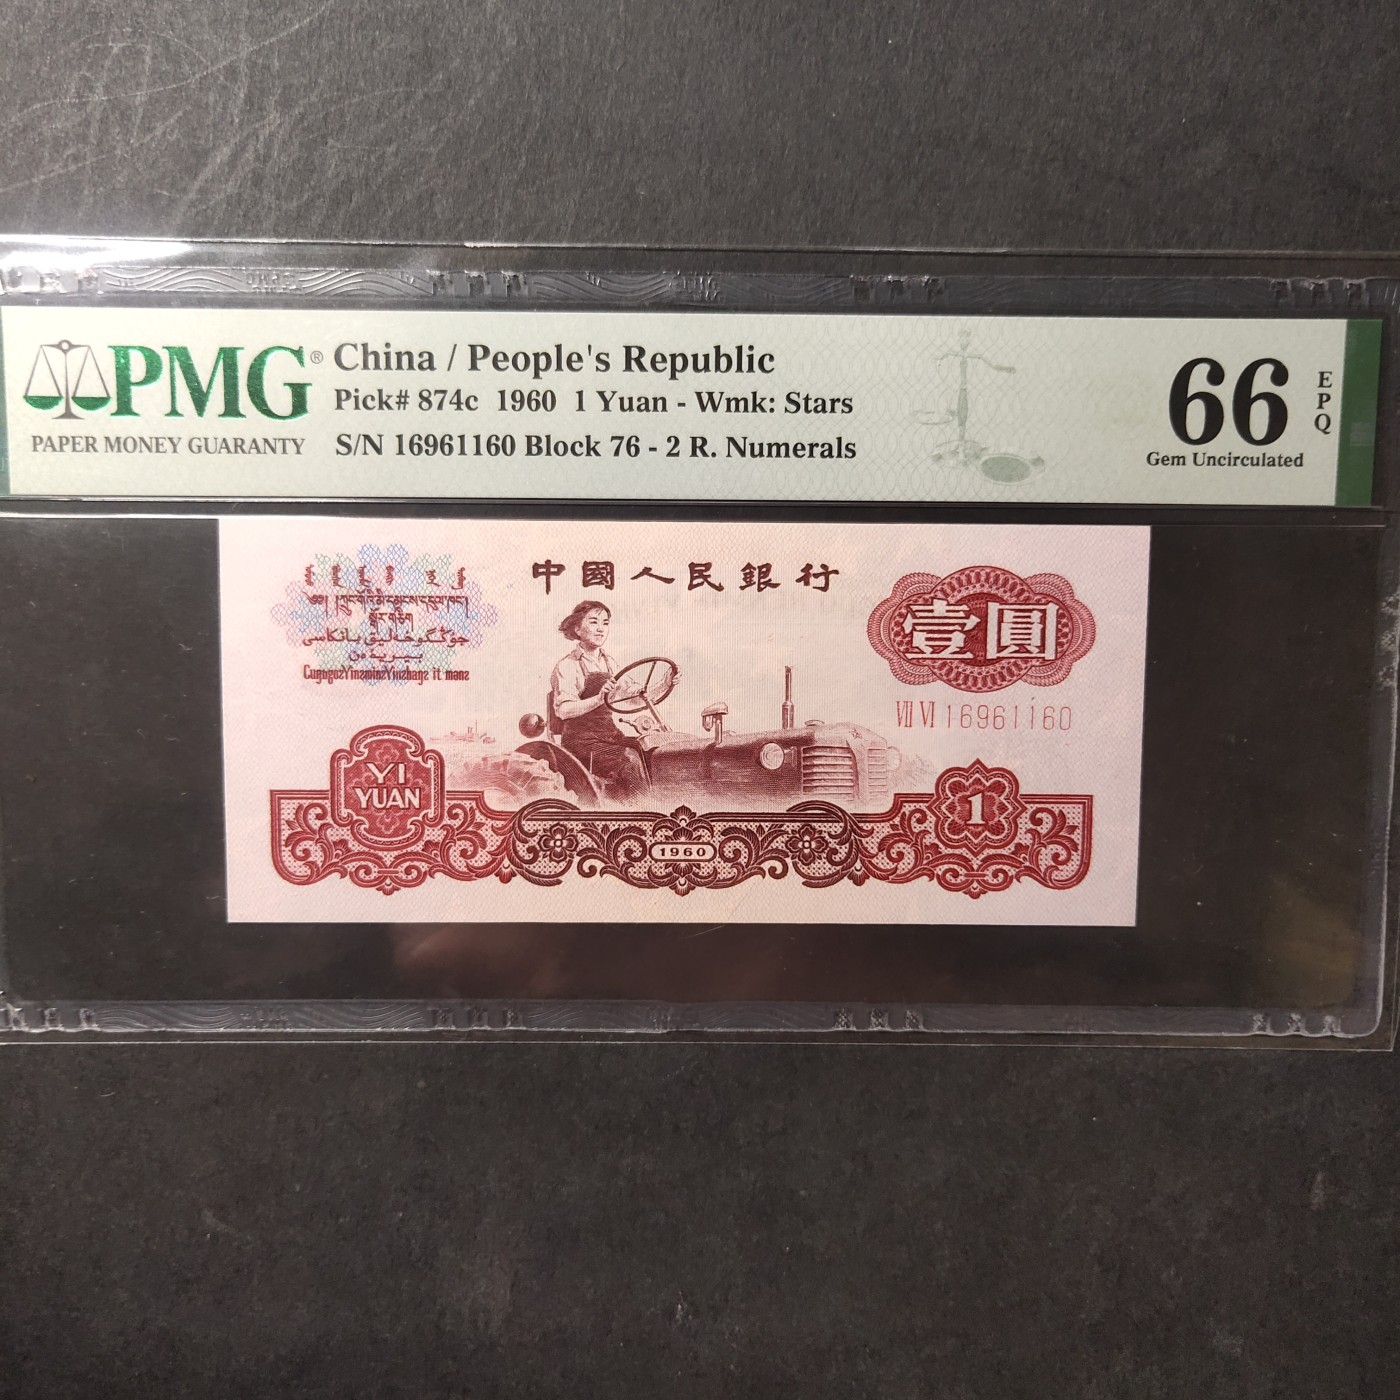 PMG®
PAPER MONEY GUARANTY
China / People's Republic
Pick# 874c 1960 1 Yuan - Wmk: Stars
S/N 16961160 Block 76 - 2 R. Numerals
66
EPQ
Gem Uncirculated
中國人民銀行
壹圓
VII VI 16961160
YI
YUAN
1960
1